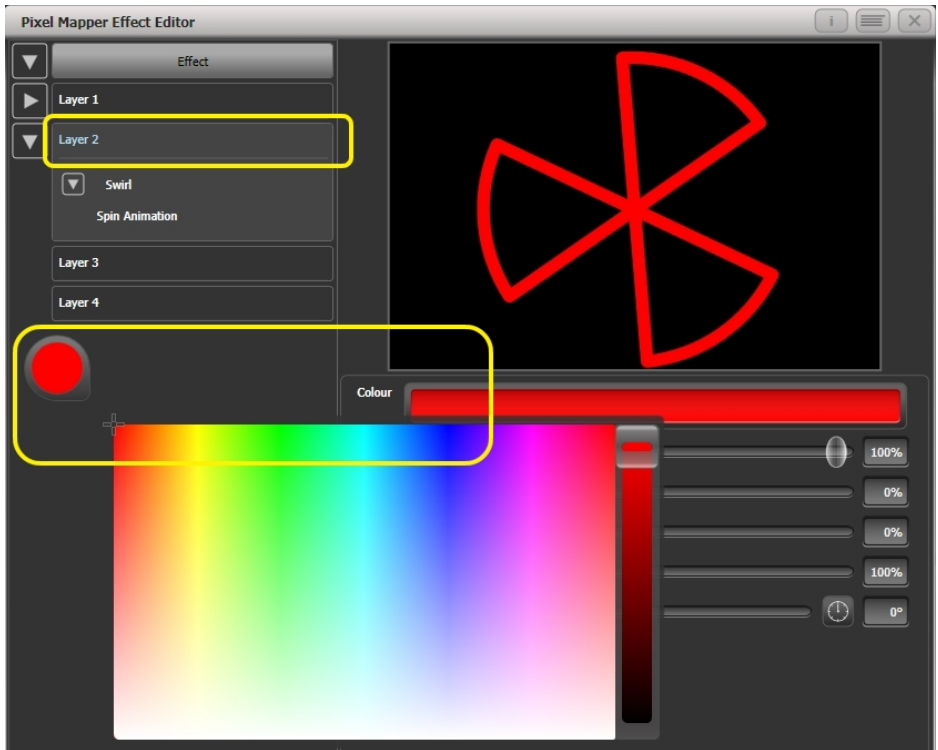 Pixel Mapper Effect Editor
i
Effect
Layer 1
Layer 2
Swirl
Spin Animation
Layer 3
Layer 4
Colour
100%
0%
0%
100%
0°